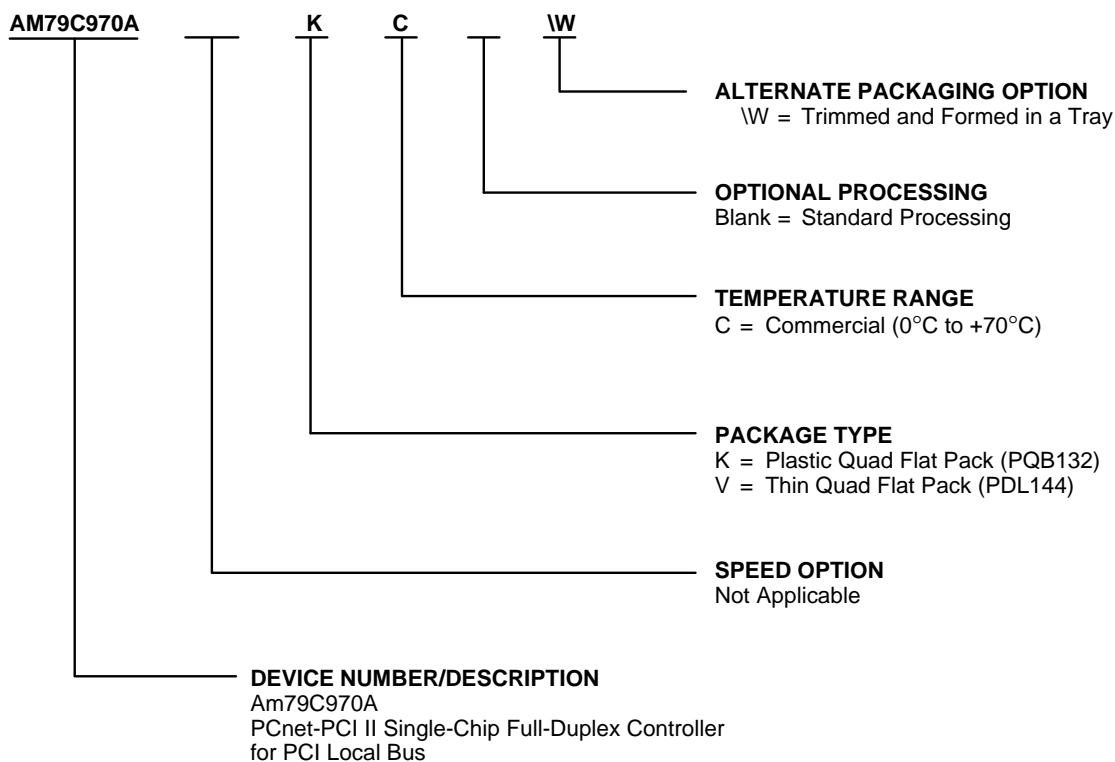 AM79C970A K C \W
ALTERNATE PACKAGING OPTION
\W = Trimmed and Formed in a Tray
OPTIONAL PROCESSING
Blank = Standard Processing
TEMPERATURE RANGE
C = Commercial (0°C to +70°C)
PACKAGE TYPE
K = Plastic Quad Flat Pack (PQB132)
V = Thin Quad Flat Pack (PDL144)
SPEED OPTION
Not Applicable
DEVICE NUMBER/DESCRIPTION
Am79C970A
PCnet-PCI II Single-Chip Full-Duplex Controller
for PCI Local Bus